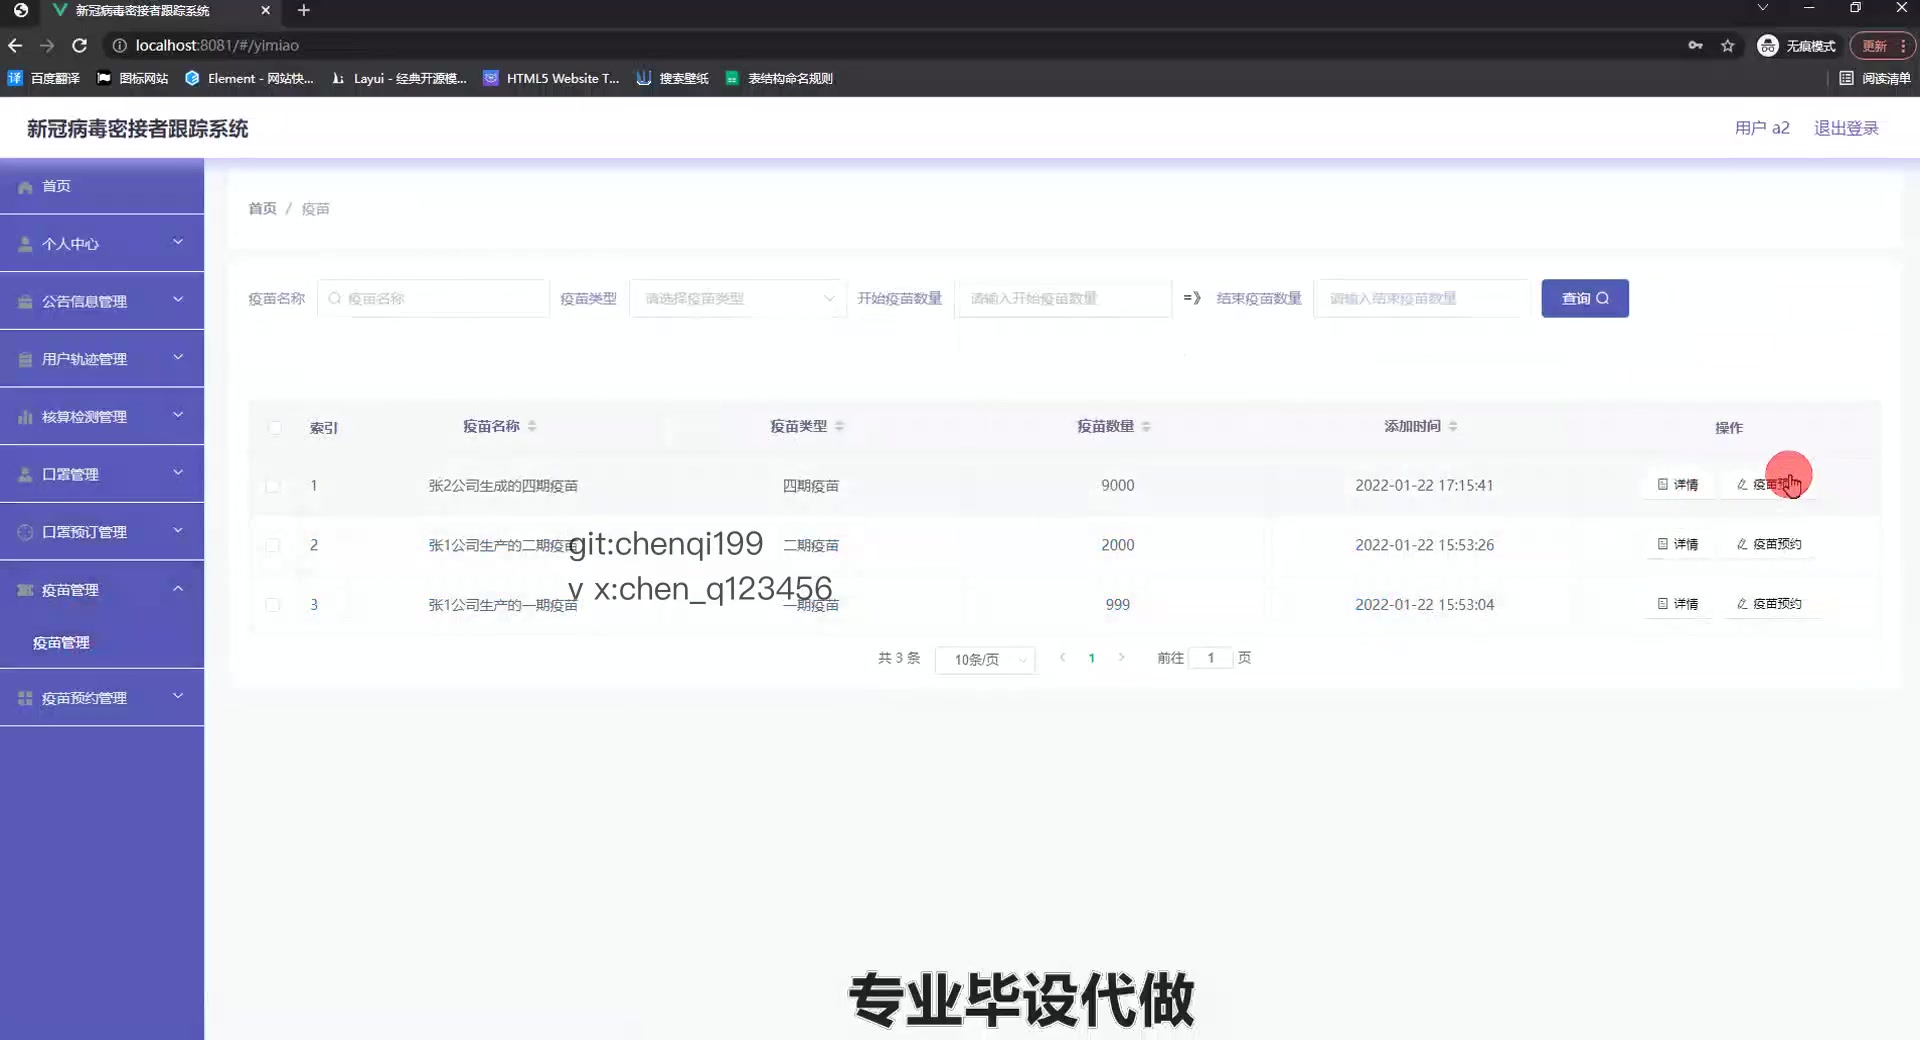 新冠病毒密接者跟踪系统
localhost:8081/#/yimiao
无痕模式
更新
百度翻译
图标网站
Element - 网站快...
Layui - 经典开源模...
HTML5 Website T...
搜索壁纸
表结构命名规则
阅读清单
新冠病毒密接者跟踪系统
用户 a2
退出登录
首页
个人中心
公告信息管理
用户轨迹管理
核算检测管理
口罩管理
口罩预订管理
疫苗管理
疫苗管理
疫苗预约管理
首页 / 疫苗
疫苗名称 疫苗名称 疫苗类型 请选择疫苗类型 开始疫苗数量 请输入开始疫苗数量 =》 结束疫苗数量 请输入结束疫苗数量 查询
索引 疫苗名称 疫苗类型 疫苗数量 添加时间 操作
1 张2公司生成的四期疫苗 四期疫苗 9000 2022-01-22 17:15:41 详情 疫苗预
2 张1公司生产的二期疫苗 二期疫苗 2000 2022-01-22 15:53:26 详情 疫苗预约
3 张1公司生产的一期疫苗 一期疫苗 999 2022-01-22 15:53:04 详情 疫苗预约
git:chenqi199
v x:chen_q123456
共 3 条 10条/页 1 前往 1 页
专业毕设代做